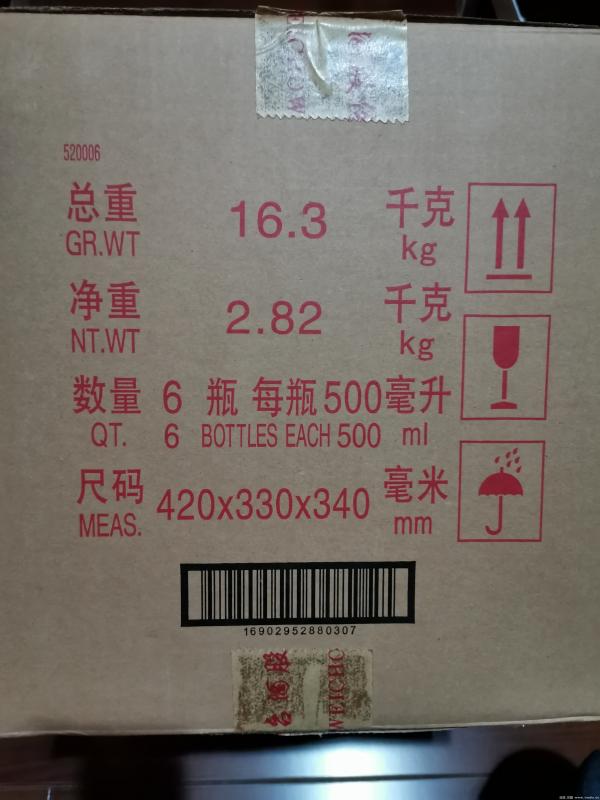 520006
总重 16.3 千克
GR.WT kg
净重 2.82 千克
NT.WT kg
数量 6 瓶 每瓶 500 毫升
QT. 6 BOTTLES EACH 500 ml
尺码 420x330x340 毫米
MEAS. mm
16902952880307